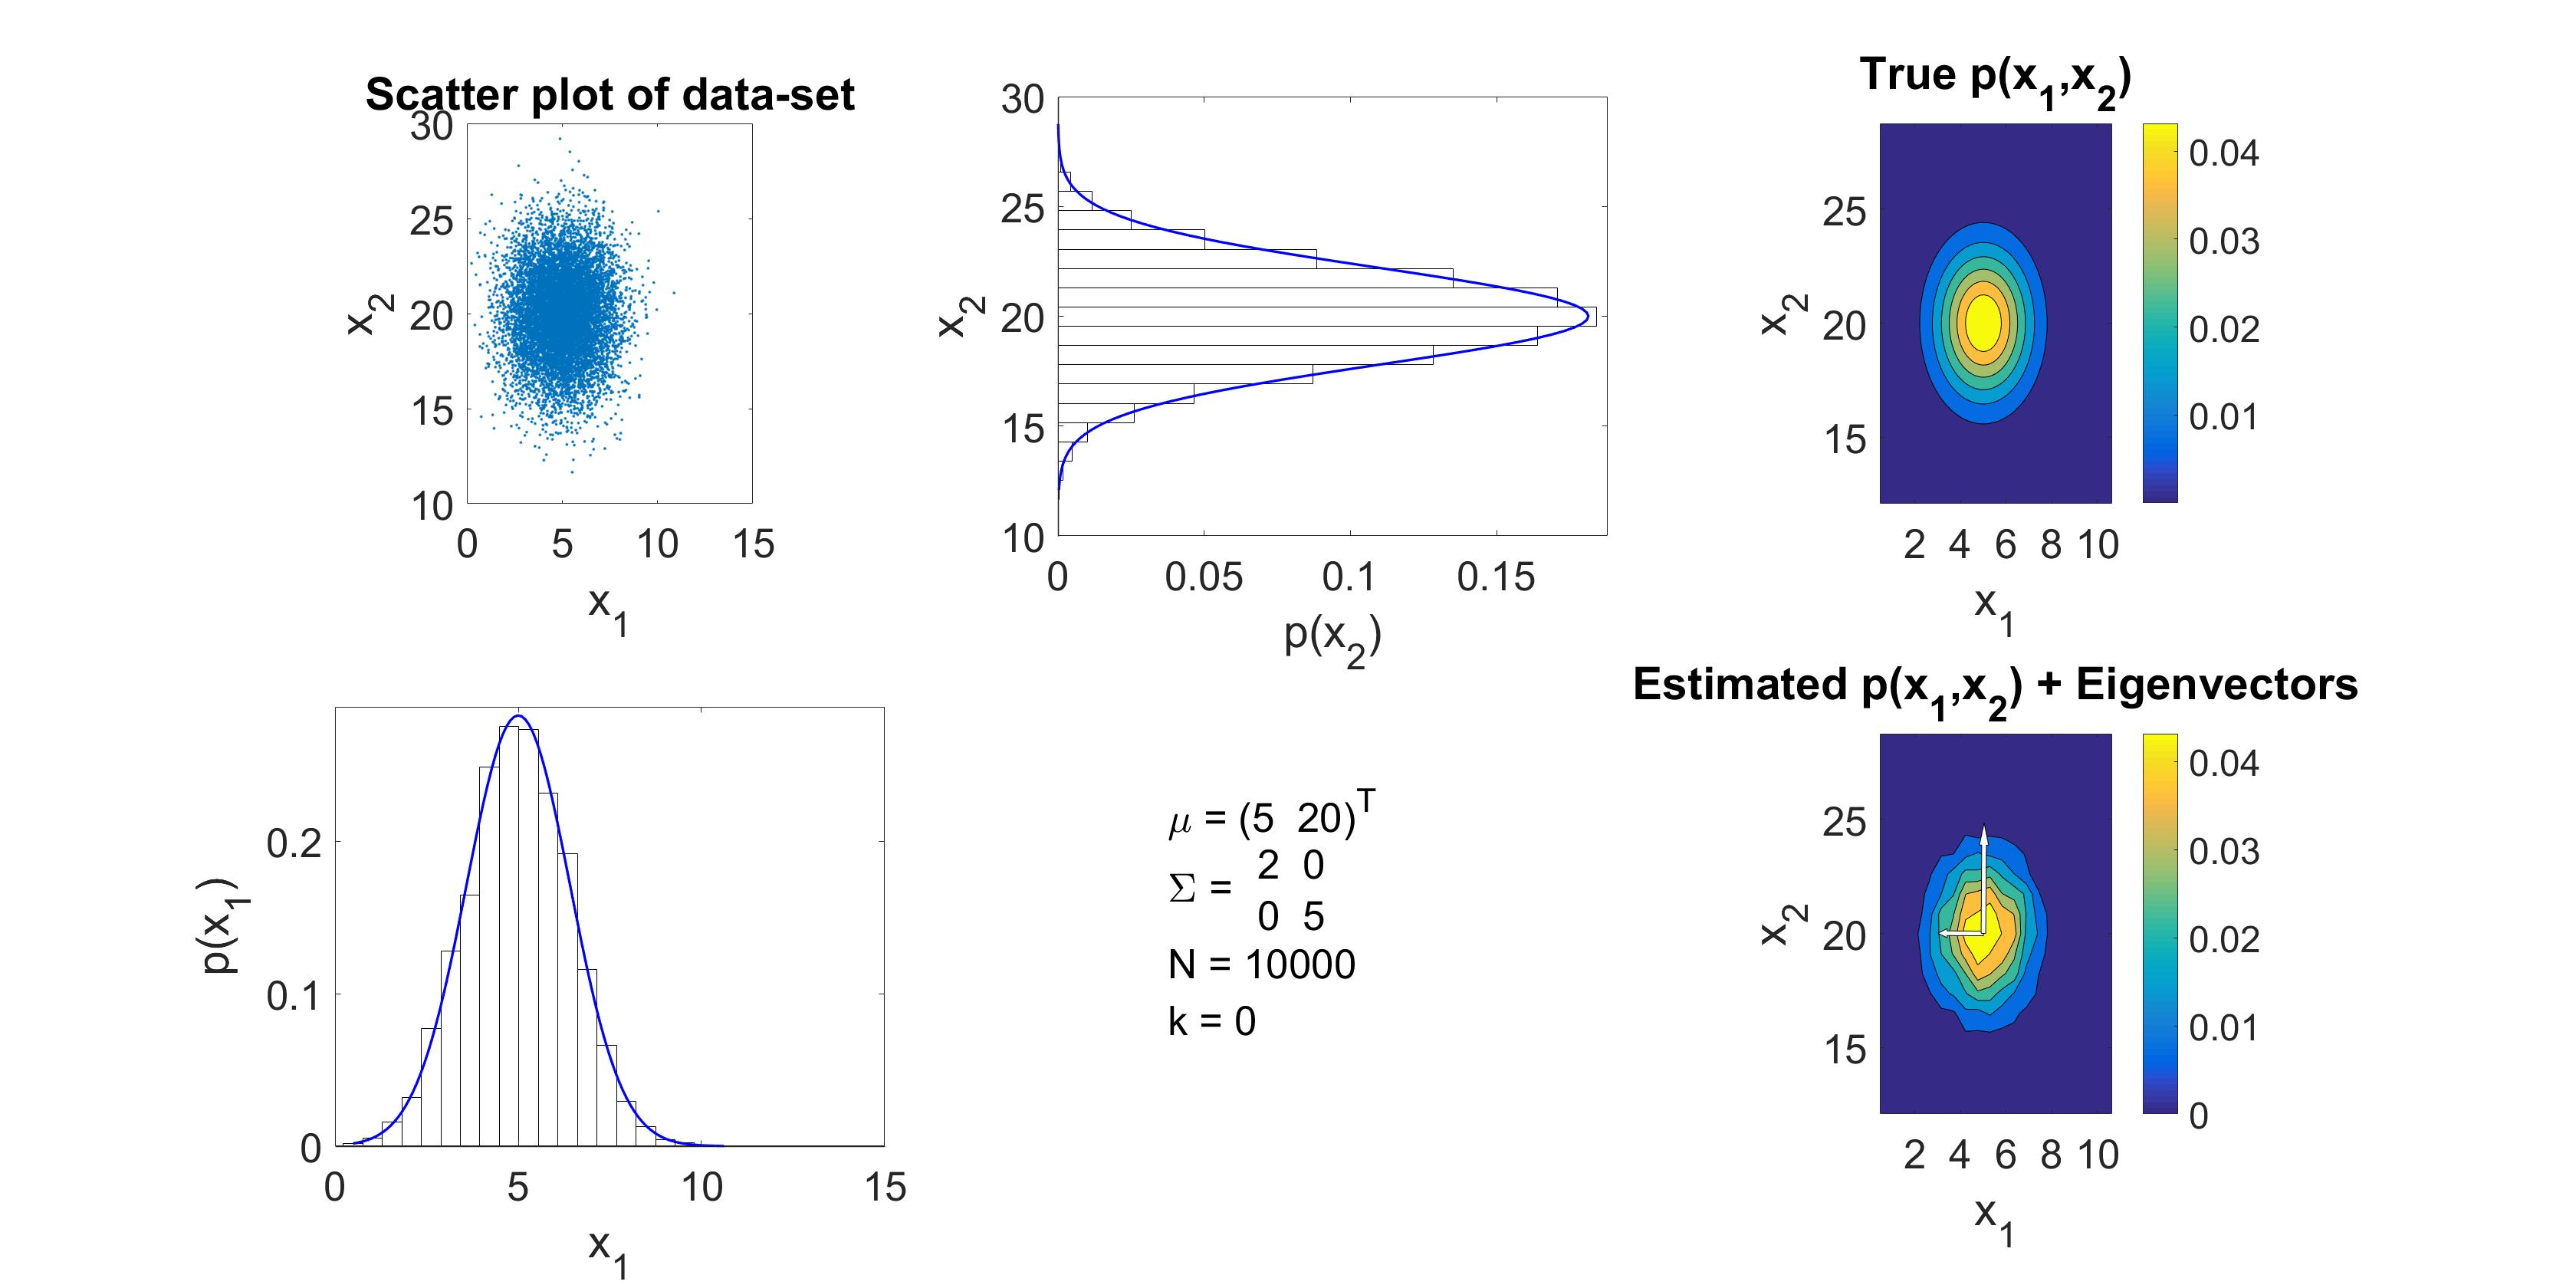 Scatter plot of data-set
30
25
20
15
10
x2
0 5 10 15
x1
30
25
20
15
10
x2
0 0.05 0.1 0.15
p(x2)
True p(x1,x2)
25
20
15
x2
2 4 6 8 10
x1
0.04
0.03
0.02
0.01
0.2
0.1
0
p(x1)
0 5 10 15
x1
μ = (5 20)T
2 0
Σ =
0 5
N = 10000
k = 0
Estimated p(x1,x2) + Eigenvectors
25
20
15
x2
2 4 6 8 10
x1
0.04
0.03
0.02
0.01
0